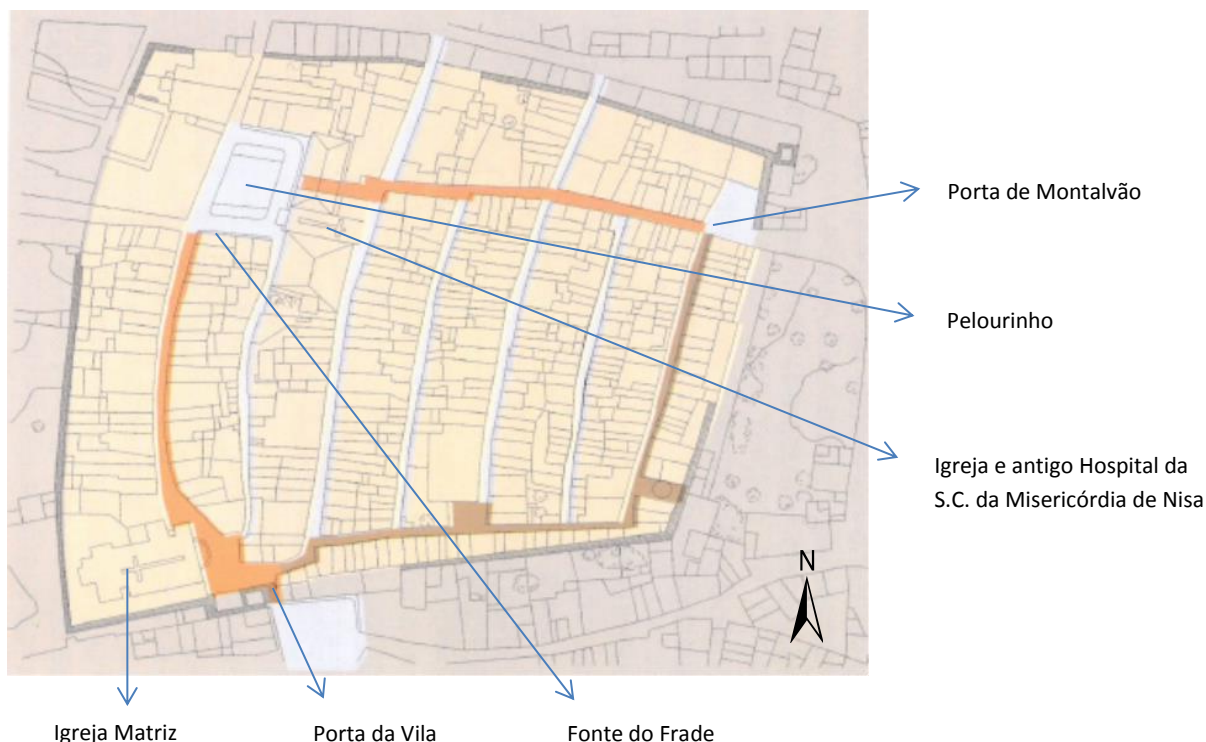 Porta de Montalvão
Pelourinho
Igreja e antigo Hospital da
S.C. da Misericórdia de Nisa
N
Igreja Matriz
Porta da Vila
Fonte do Frade